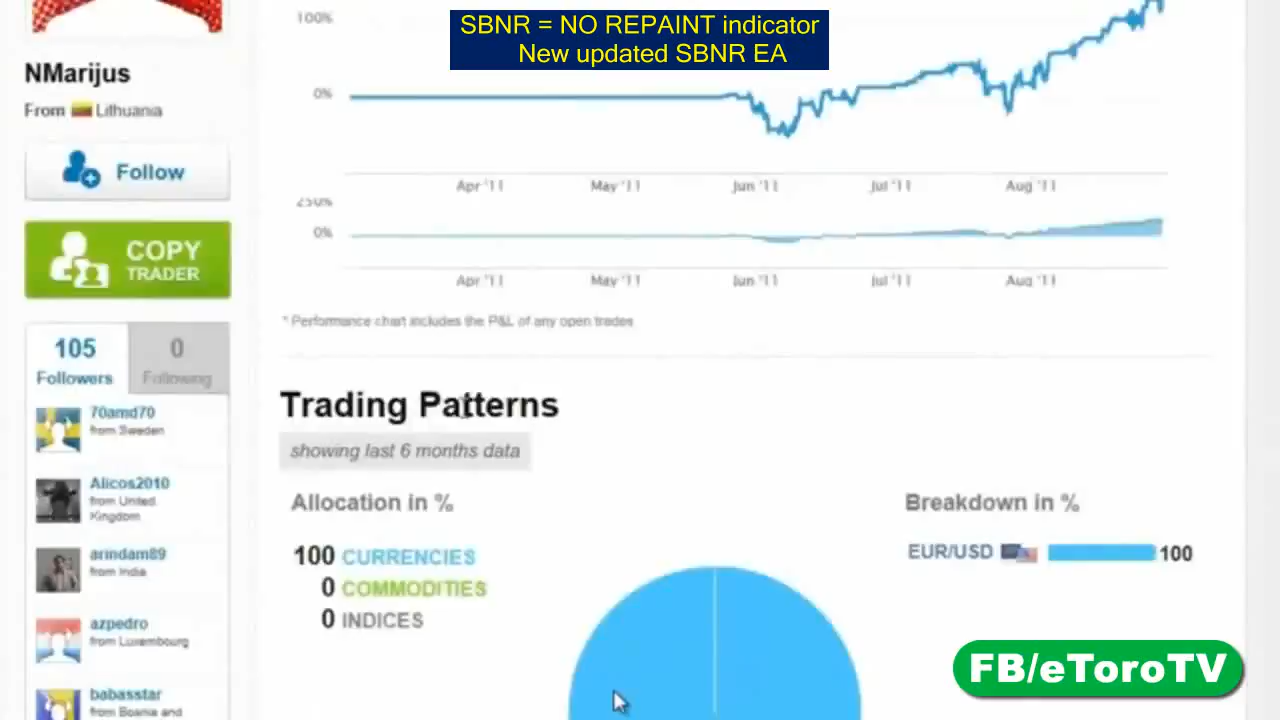 SBNR = NO REPAINT indicator
New updated SBNR EA
NMarijus
From Lithuania
Follow
COPY
TRADER
105
Followers
0
Following
70amd70
from Sweden
Alicos2010
from United
Kingdom
arindam89
from India
azpedro
from Luxembourg
babasstar
from Bosnia and
100%
0%
Apr '11 May '11 Jun '11 Jul '11 Aug '11
250%
0%
Apr '11 May '11 Jun '11 Jul '11 Aug '11
* Performance chart includes the P&L of any open trades
Trading Patterns
showing last 6 months data
Allocation in %
100 CURRENCIES
0 COMMODITIES
0 INDICES
Breakdown in %
EUR/USD 100
FB/eToroTV